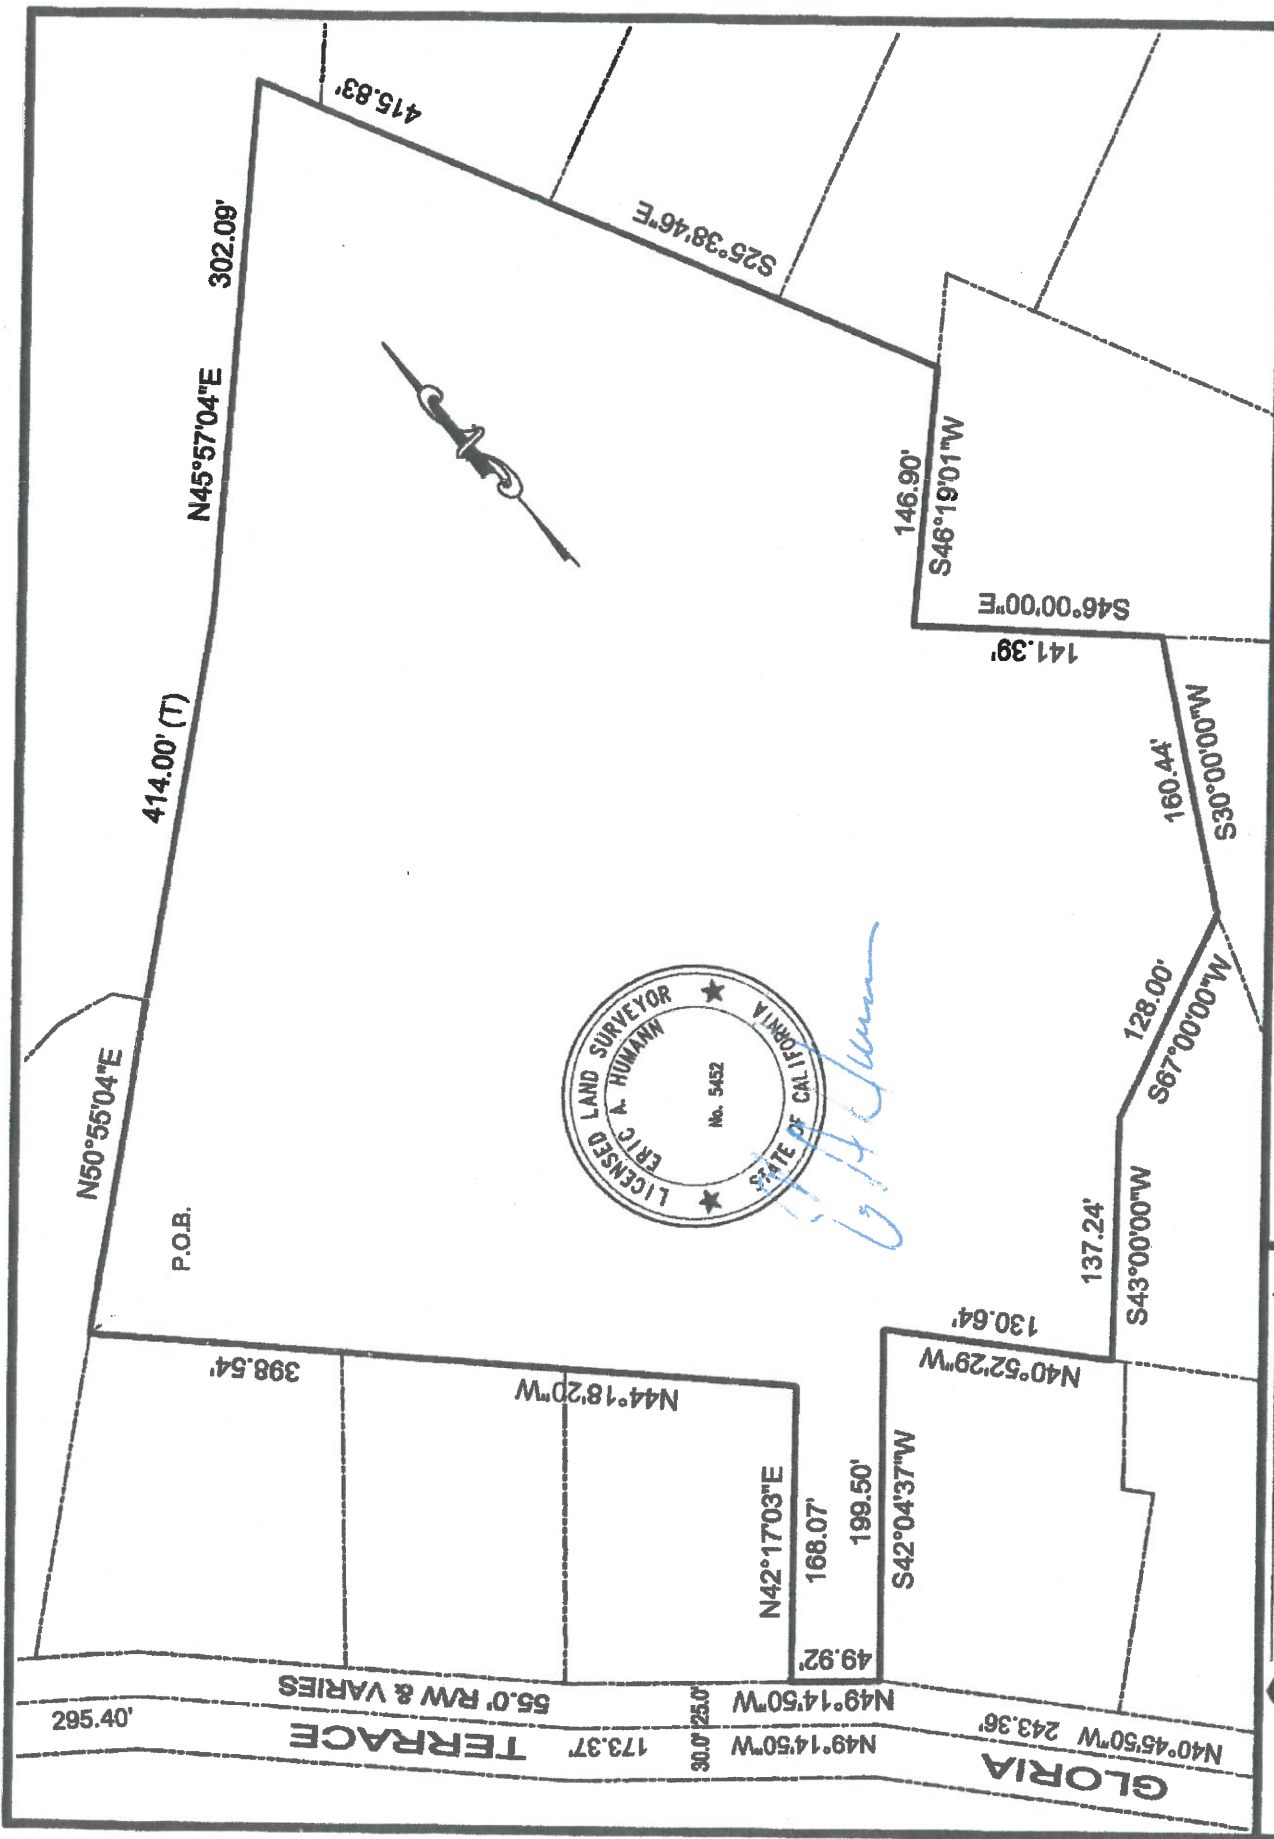 415.83'
302.09'
N45°57'04"E
S25°38'46"E
414.00' (T)
146.90'
S46°19'01"W
S46°00'00"E
141.39'
160.44'
S30°00'00"W
128.00'
S67°00'00"W
137.24'
S43°00'00"W
130.64'
N40°52'29"W
N50°55'04"E
P.O.B.
398.54'
N44°18'20"W
N42°17'03"E
168.07'
199.50'
S42°04'37"W
49.92'
N49°14'50"W
55.0' RW & VARIES
295.40'
TERRACE
173.37'
30.0' 25.0'
N49°14'50"W
N40°45'50"W 243.36'
GLORIA
LICENSED LAND SURVEYOR
ERIC A. HUMANN
No. 5452
STATE OF CALIFORNIA